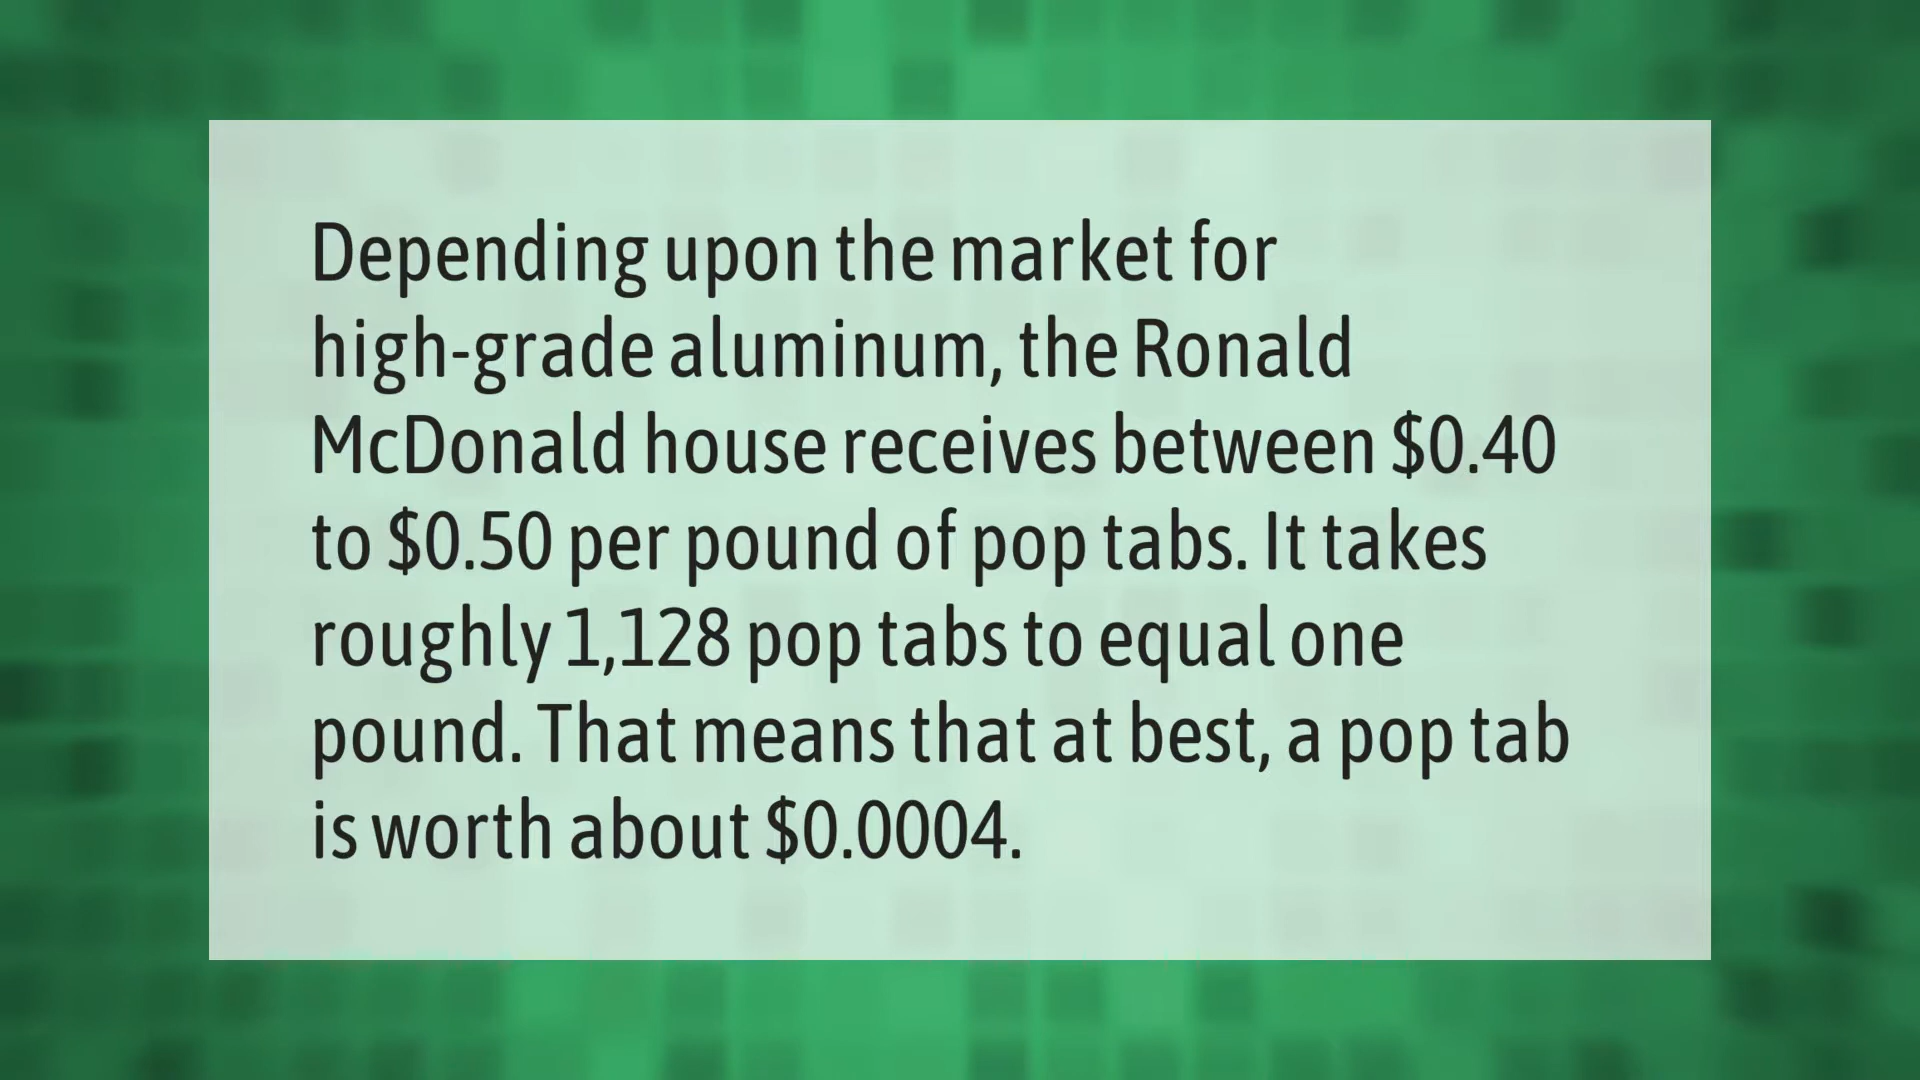 Depending upon the market for
high-grade aluminum, the Ronald
McDonald house receives between $0.40
to $0.50 per pound of pop tabs. It takes
roughly 1,128 pop tabs to equal one
pound. That means that at best, a pop tab
is worth about $0.0004.